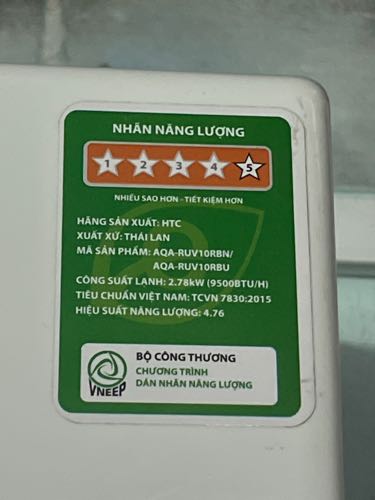 NHÃN NĂNG LƯỢNG
1 2 3 4 5
NHIỀU SAO HƠN - TIẾT KIỆM HƠN
HÃNG SẢN XUẤT: HTC
XUẤT XỨ: THÁI LAN
MÃ SẢN PHẨM: AQA-RUV10RBN/
AQA-RUV10RBU
CÔNG SUẤT LẠNH: 2.78kW (9500BTU/H)
TIÊU CHUẨN VIỆT NAM: TCVN 7830:2015
HIỆU SUẤT NĂNG LƯỢNG: 4.76
BỘ CÔNG THƯƠNG
CHƯƠNG TRÌNH
DÁN NHÃN NĂNG LƯỢNG
VNEEP